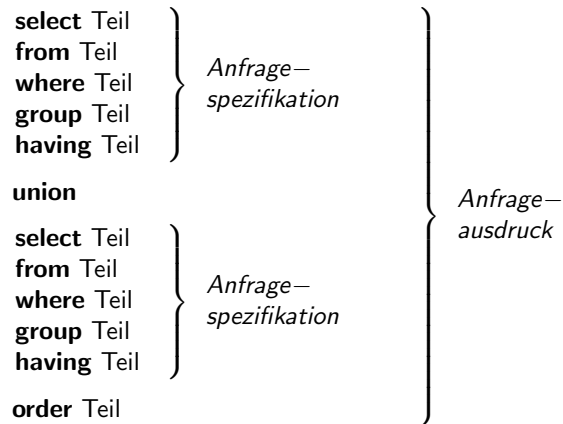 select Teil
from Teil
where Teil
group Teil
having Teil
Anfrage−
spezifikation
union
select Teil
from Teil
where Teil
group Teil
having Teil
Anfrage−
spezifikation
order Teil
Anfrage−
ausdruck